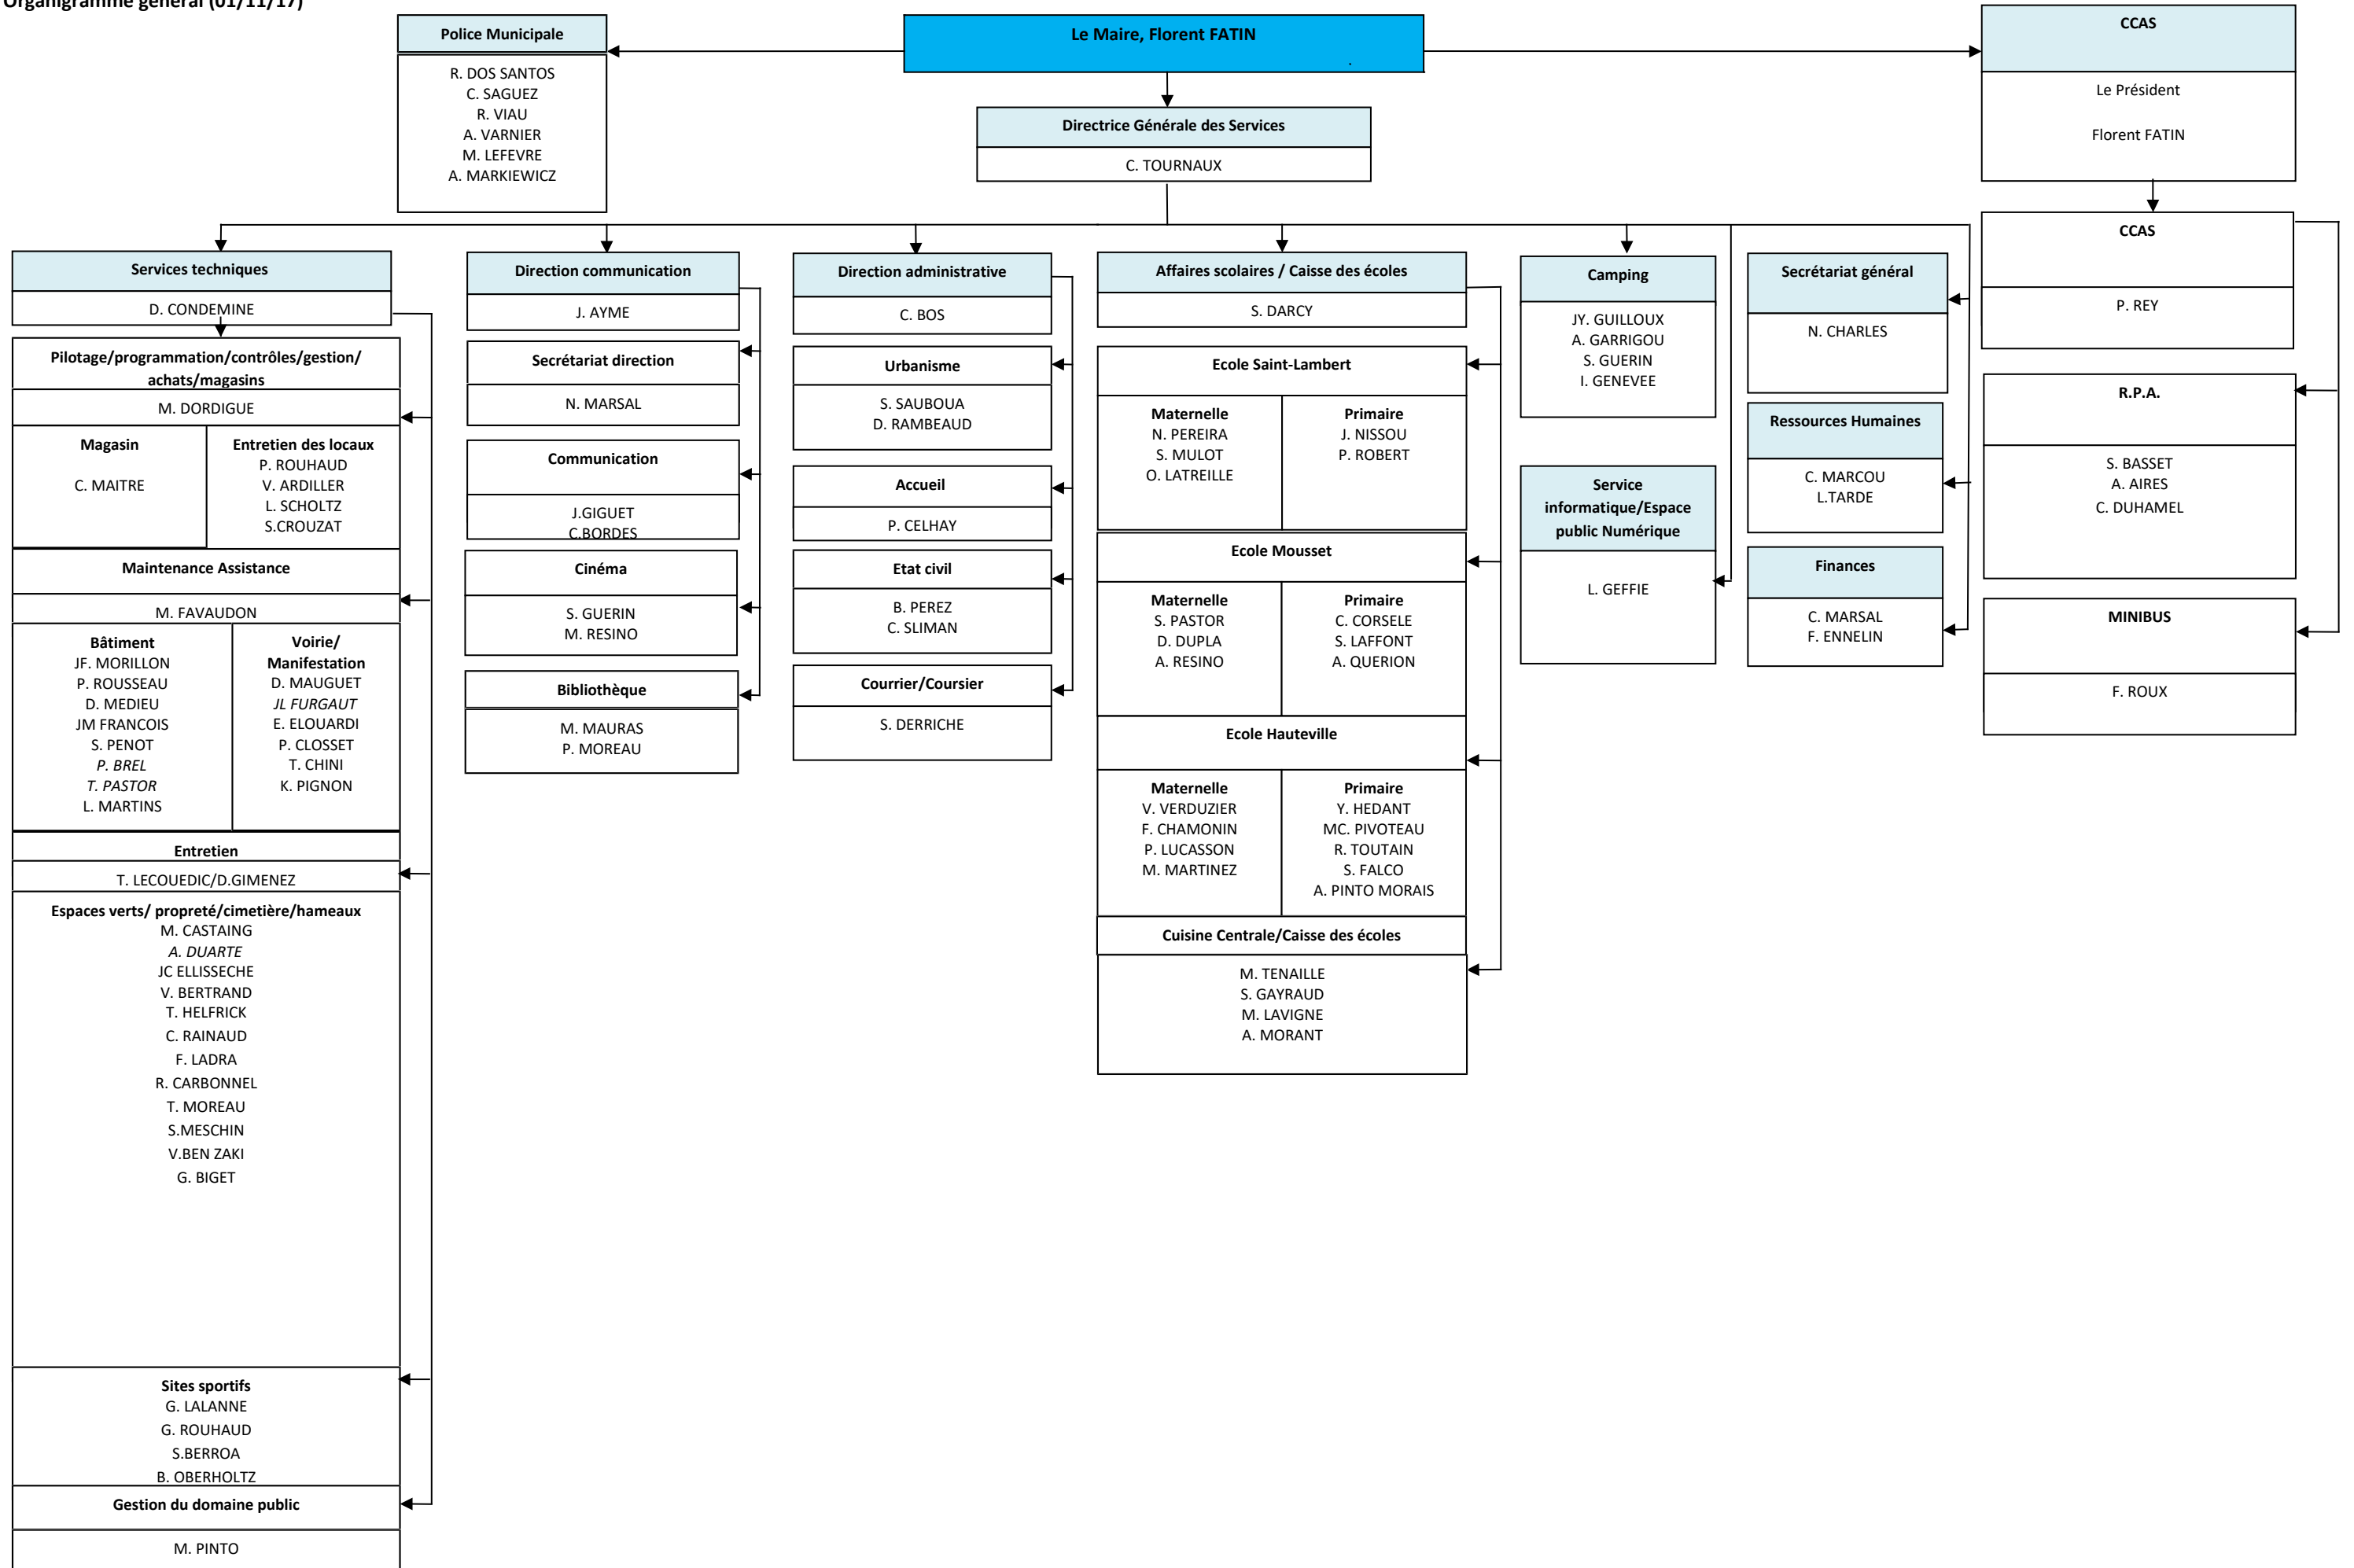 Organigramme général (01/11/17)
Police Municipale
R. DOS SANTOS
C. SAGUEZ
R. VIAU
A. VARNIER
M. LEFEVRE
A. MARKIEWICZ
Le Maire, Florent FATIN
.
Directrice Générale des Services
C. TOURNAUX
CCAS
Le Président
Florent FATIN
Services techniques
D. CONDEMINE
Pilotage/programmation/contrôles/gestion/
achats/magasins
M. DORDIGUE
Magasin
C. MAITRE
Entretien des locaux
P. ROUHAUD
V. ARDILLER
L. SCHOLTZ
S.CROUZAT
Maintenance Assistance
M. FAVAUDON
Bâtiment
JF. MORILLON
P. ROUSSEAU
D. MEDIEU
JM FRANCOIS
S. PENOT
P. BREL
T. PASTOR
L. MARTINS
Voirie/
Manifestation
D. MAUGUET
JL FURGAUT
E. ELOUARDI
P. CLOSSET
T. CHINI
K. PIGNON
Entretien
T. LECOUEDIC/D.GIMENEZ
Espaces verts/ propreté/cimetière/hameaux
M. CASTAING
A. DUARTE
JC ELLISSECHE
V. BERTRAND
T. HELFRICK
C. RAINAUD
F. LADRA
R. CARBONNEL
T. MOREAU
S.MESCHIN
V.BEN ZAKI
G. BIGET
Sites sportifs
G. LALANNE
G. ROUHAUD
S.BERROA
B. OBERHOLTZ
Gestion du domaine public
M. PINTO
Direction communication
J. AYME
Secrétariat direction
N. MARSAL
Communication
J.GIGUET
C.BORDES
Cinéma
S. GUERIN
M. RESINO
Bibliothèque
M. MAURAS
P. MOREAU
Direction administrative
C. BOS
Urbanisme
S. SAUBOUA
D. RAMBEAUD
Accueil
P. CELHAY
Etat civil
B. PEREZ
C. SLIMAN
Courrier/Coursier
S. DERRICHE
Affaires scolaires / Caisse des écoles
S. DARCY
Ecole Saint-Lambert
Maternelle
N. PEREIRA
S. MULOT
O. LATREILLE
Primaire
J. NISSOU
P. ROBERT
Ecole Mousset
Maternelle
S. PASTOR
D. DUPLA
A. RESINO
Primaire
C. CORSELE
S. LAFFONT
A. QUERION
Ecole Hauteville
Maternelle
V. VERDUZIER
F. CHAMONIN
P. LUCASSON
M. MARTINEZ
Primaire
Y. HEDANT
MC. PIVOTEAU
R. TOUTAIN
S. FALCO
A. PINTO MORAIS
Cuisine Centrale/Caisse des écoles
M. TENAILLE
S. GAYRAUD
M. LAVIGNE
A. MORANT
Camping
JY. GUILLOUX
A. GARRIGOU
S. GUERIN
I. GENEVEE
Service
informatique/Espace
public Numérique
L. GEFFIE
Secrétariat général
N. CHARLES
Ressources Humaines
C. MARCOU
L.TARDE
Finances
C. MARSAL
F. ENNELIN
CCAS
P. REY
R.P.A.
S. BASSET
A. AIRES
C. DUHAMEL
MINIBUS
F. ROUX